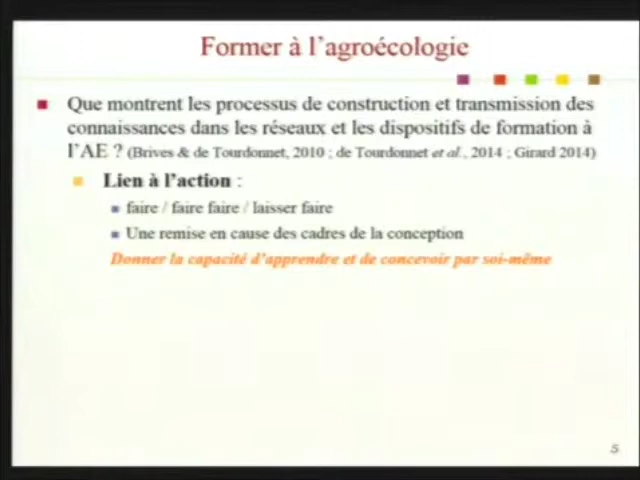 Former à l'agroécologie
Que montrent les processus de construction et transmission des
connaissances dans les réseaux et les dispositifs de formation à
l'AE ? (Brives & de Tourdonnet, 2010 ; de Tourdonnet et al., 2014 ; Girard 2014)
Lien à l'action :
faire / faire faire / laisser faire
Une remise en cause des cadres de la conception
Donner la capacité d'apprendre et de concevoir par soi-même
5